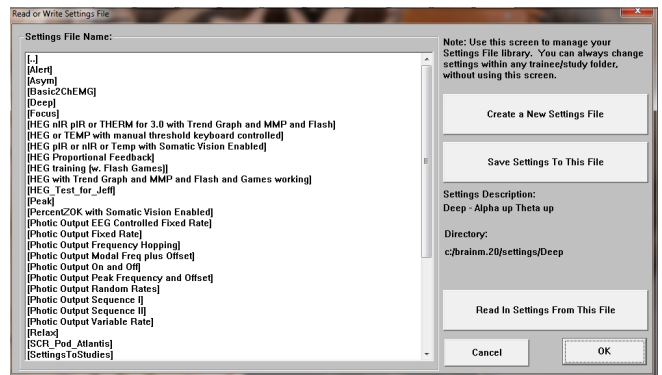 Read or Write Settings File
Settings File Name:
[..]
[Alert]
[Asym]
[Basic2ChEMG]
[Deep]
[Focus]
[HEG nIR pIR or THERM for 3.0 with Trend Graph and MMP and Flash]
[HEG or TEMP with manual threshold keyboard controlled]
[HEG pIR or nIR or Temp with Somatic Vision Enabled]
[HEG Proportional Feedback]
[HEG training (w. Flash Games)]
[HEG with Trend Graph and MMP and Flash and Games working]
[HEG_Test_for_Jeff]
[Peak]
[PercentZOK with Somatic Vision Enabled]
[Photic Output EEG Controlled Fixed Rate]
[Photic Output Fixed Rate]
[Photic Output Frequency Hopping]
[Photic Output Modal Freq plus Offset]
[Photic Output On and Off]
[Photic Output Peak Frequency and Offset]
[Photic Output Random Rates]
[Photic Output Sequence I]
[Photic Output Sequence II]
[Photic Output Variable Rate]
[Relax]
[SCR_Pod_Atlantis]
[SettingsToStudies]
Note: Use this screen to manage your
Settings File library. You can always change
settings within any trainee/study folder,
without using this screen.
Create a New Settings File
Save Settings To This File
Settings Description:
Deep - Alpha up Theta up
Directory:
c:/brainm.20/settings/Deep
Read In Settings From This File
Cancel
OK